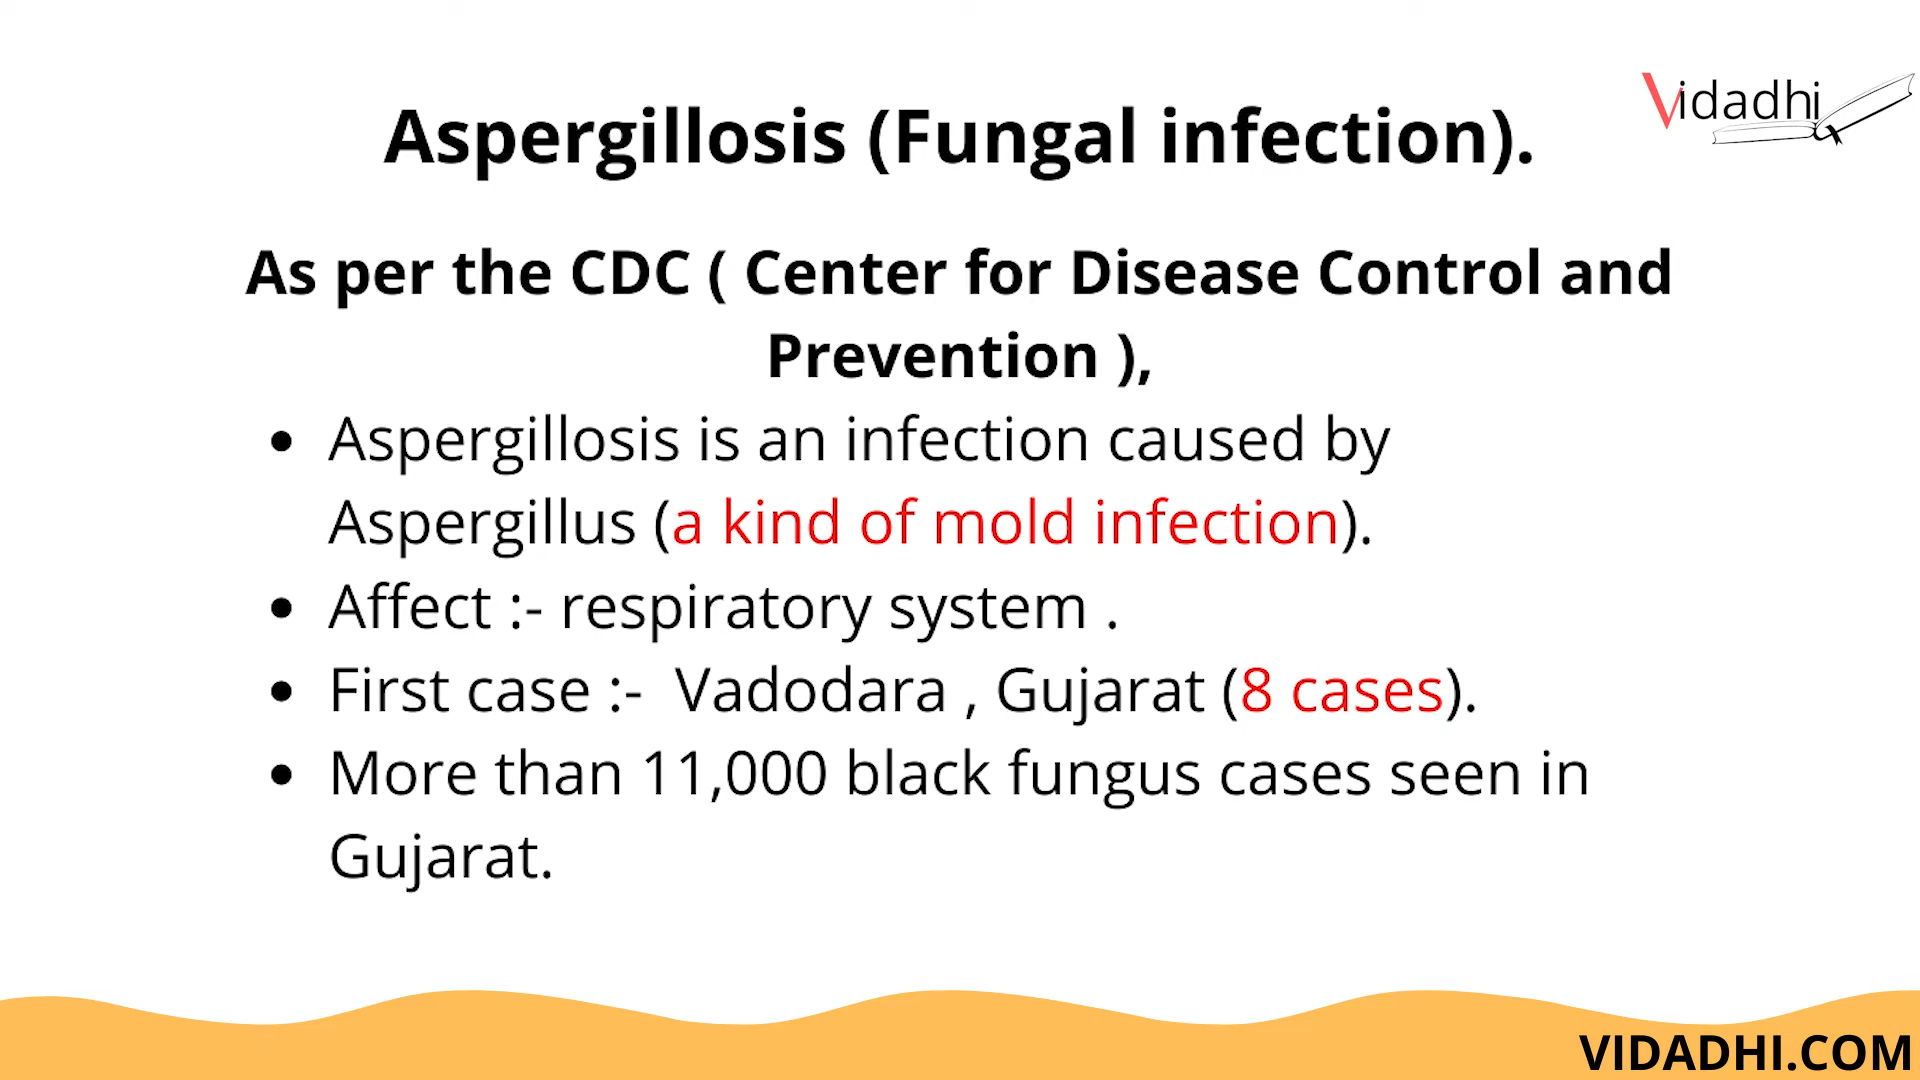 Vidadhi
Aspergillosis (Fungal infection).
As per the CDC ( Center for Disease Control and
Prevention ),
• Aspergillosis is an infection caused by
Aspergillus (a kind of mold infection).
• Affect :- respiratory system .
• First case :-  Vadodara , Gujarat (8 cases).
• More than 11,000 black fungus cases seen in
Gujarat.
VIDADHI.COM